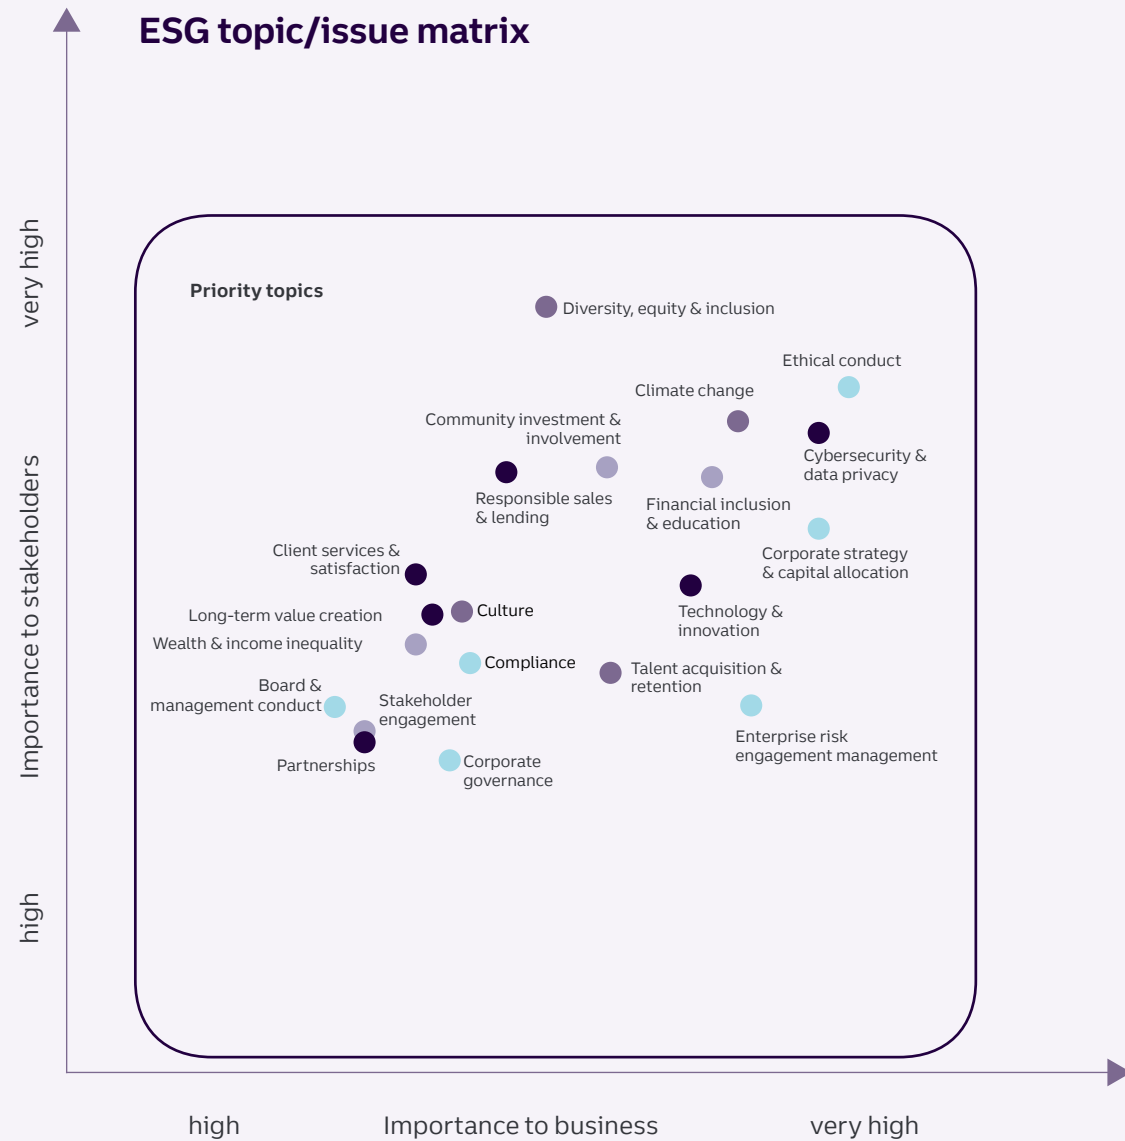 ESG topic/issue matrix
very high
Importance to stakeholders
high
Priority topics
Diversity, equity & inclusion
Ethical conduct
Climate change
Community investment &
involvement
Cybersecurity &
data privacy
Responsible sales
& lending
Financial inclusion
& education
Corporate strategy
& capital allocation
Client services &
satisfaction
Technology &
innovation
Long-term value creation
Culture
Wealth & income inequality
Compliance
Talent acquisition &
retention
Board &
management conduct
Stakeholder
engagement
Enterprise risk
engagement management
Partnerships
Corporate
governance
high
Importance to business
very high